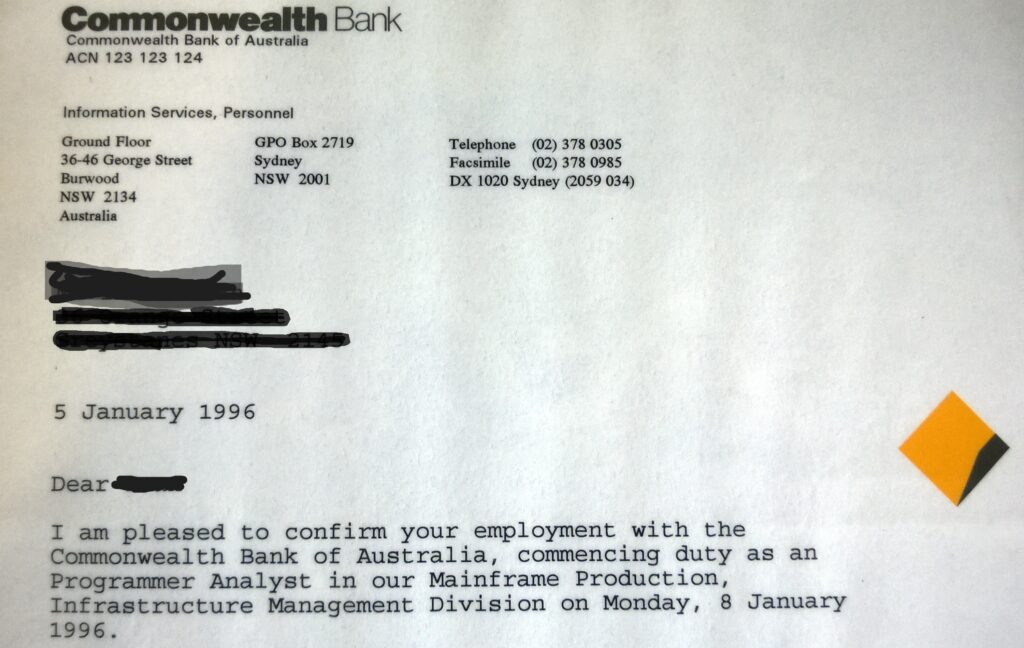 Commonwealth Bank
Commonwealth Bank of Australia
ACN 123 123 124
Information Services, Personnel
Ground Floor
36-46 George Street
Burwood
NSW 2134
Australia
GPO Box 2719
Sydney
NSW 2001
Telephone (02) 378 0305
Facsimile (02) 378 0985
DX 1020 Sydney (2059 034)
5 January 1996
Dear
I am pleased to confirm your employment with the
Commonwealth Bank of Australia, commencing duty as an
Programmer Analyst in our Mainframe Production,
Infrastructure Management Division on Monday, 8 January
1996.